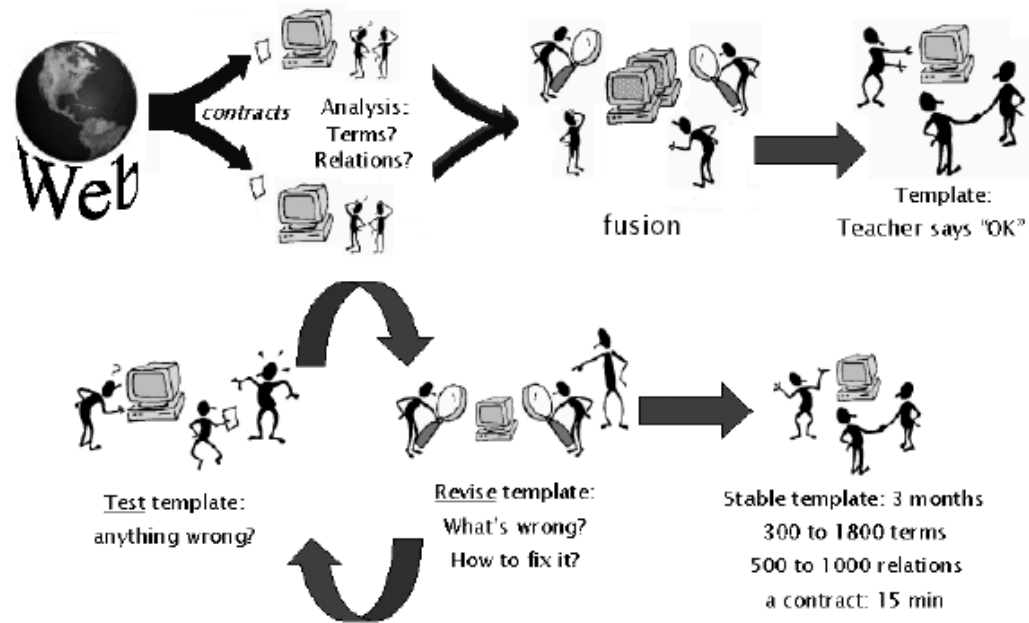 Web
contracts
Analysis:
Terms?
Relations?
fusion
Template:
Teacher says "OK"
Test template:
anything wrong?
Revise template:
What's wrong?
How to fix it?
Stable template: 3 months
300 to 1800 terms
500 to 1000 relations
a contract: 15 min